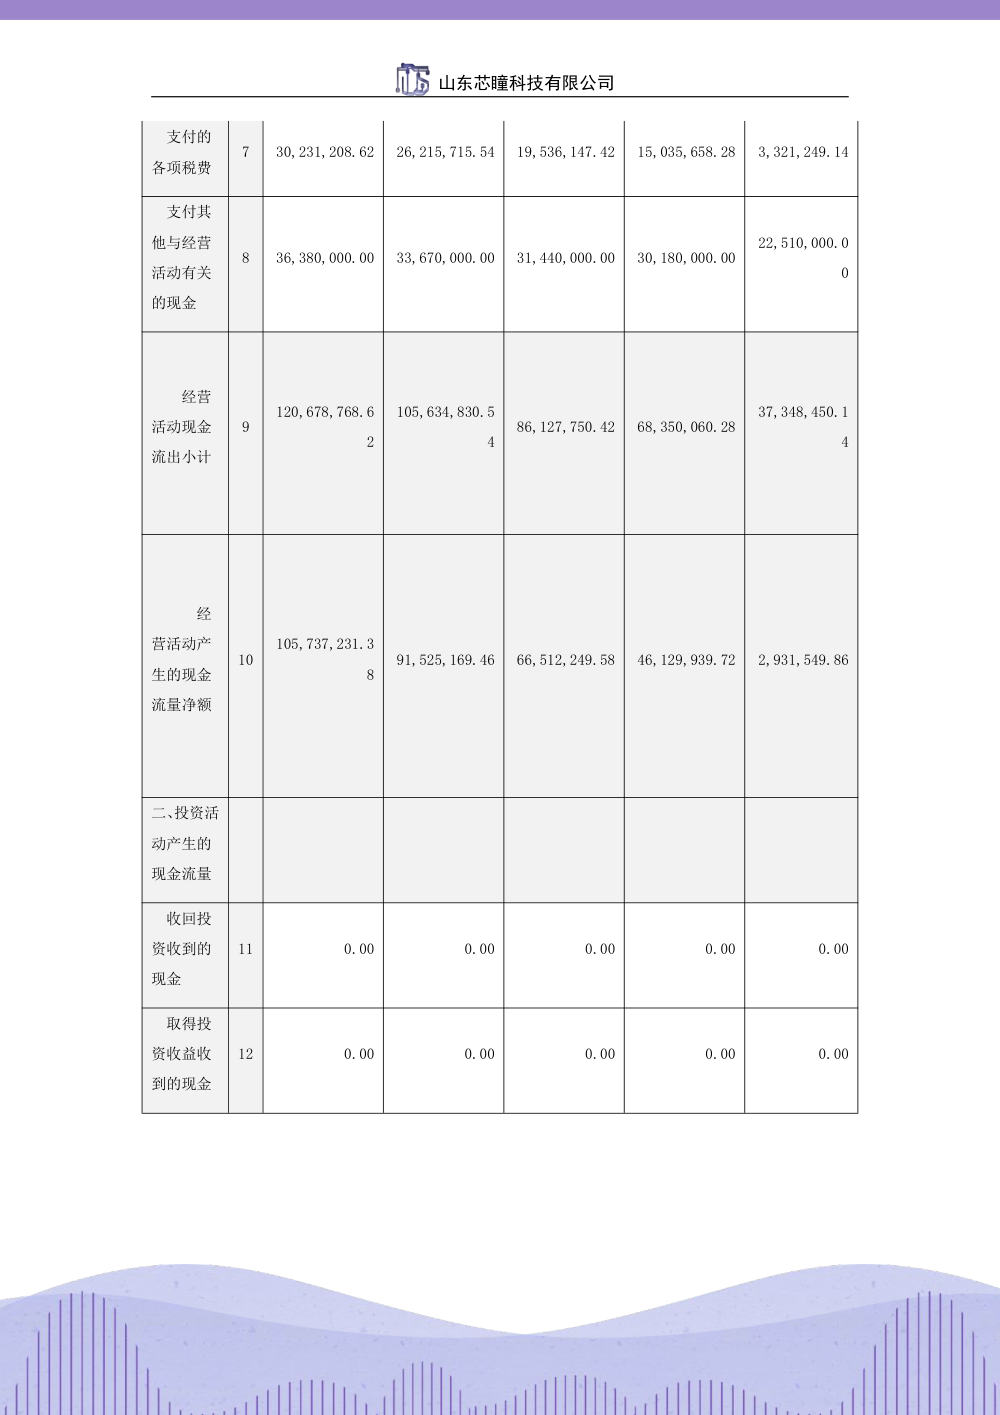 山东芯瞳科技有限公司
支付的
各项税费
7
30,231,208.62
26,215,715.54
19,536,147.42
15,035,658.28
3,321,249.14
支付其
他与经营
活动有关
的现金
8
36,380,000.00
33,670,000.00
31,440,000.00
30,180,000.00
22,510,000.0
0
经营
活动现金
流出小计
9
120,678,768.6
2
105,634,830.5
4
86,127,750.42
68,350,060.28
37,348,450.1
4
经
营活动产
生的现金
流量净额
10
105,737,231.3
8
91,525,169.46
66,512,249.58
46,129,939.72
2,931,549.86
二、投资活
动产生的
现金流量
收回投
资收到的
现金
11
0.00
0.00
0.00
0.00
0.00
取得投
资收益收
到的现金
12
0.00
0.00
0.00
0.00
0.00